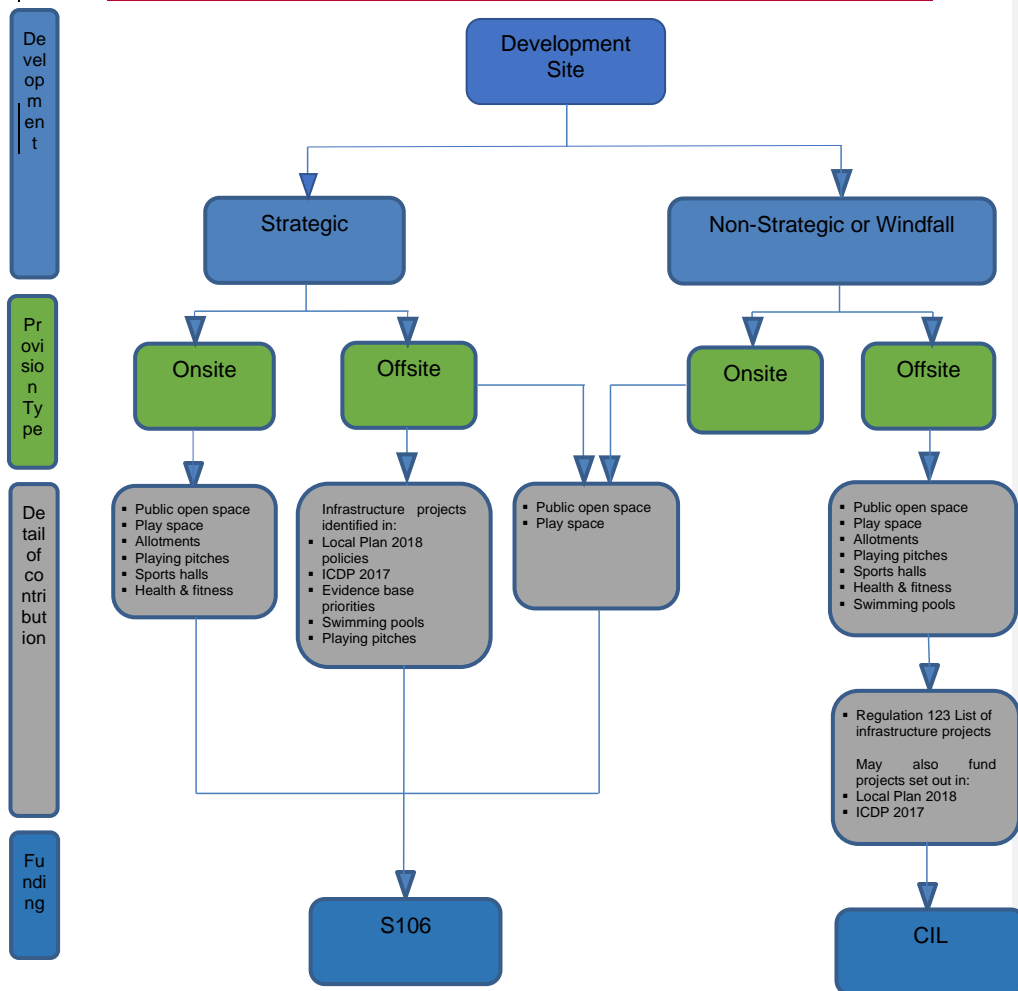 De
vel
op
m
en
t
Development
Site
Strategic
Non-Strategic or Windfall
Pr
ovi
sio
n
Ty
pe
Onsite
Offsite
Onsite
Offsite
De
tail
of
co
ntri
but
ion
▪ Public open space
▪ Play space
▪ Allotments
▪ Playing pitches
▪ Sports halls
▪ Health & fitness
Infrastructure projects
identified in:
▪ Local Plan 2018
policies
▪ ICDP 2017
▪ Evidence base
priorities
▪ Swimming pools
▪ Playing pitches
▪ Public open space
▪ Play space
▪ Public open space
▪ Play space
▪ Allotments
▪ Playing pitches
▪ Sports halls
▪ Health & fitness
▪ Swimming pools
▪ Regulation 123 List of
infrastructure projects
May also fund
projects set out in:
▪ Local Plan 2018
▪ ICDP 2017
Fu
ndi
ng
S106
CIL